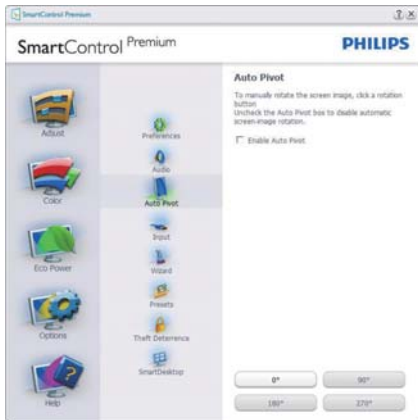 SmartControl Premium
SmartControl Premium
PHILIPS
Adjust
Color
Eco Power
Options
Help
Preferences
Audio
Auto Pivot
Input
Wizard
Presets
Theft Deterrence
SmartDesktop
Auto Pivot
To manually rotate the screen image, click a rotation
button
Uncheck the Auto Pivot box to disable automatic
screen-image rotation.
Enable Auto Pivot
0°
90°
180°
270°